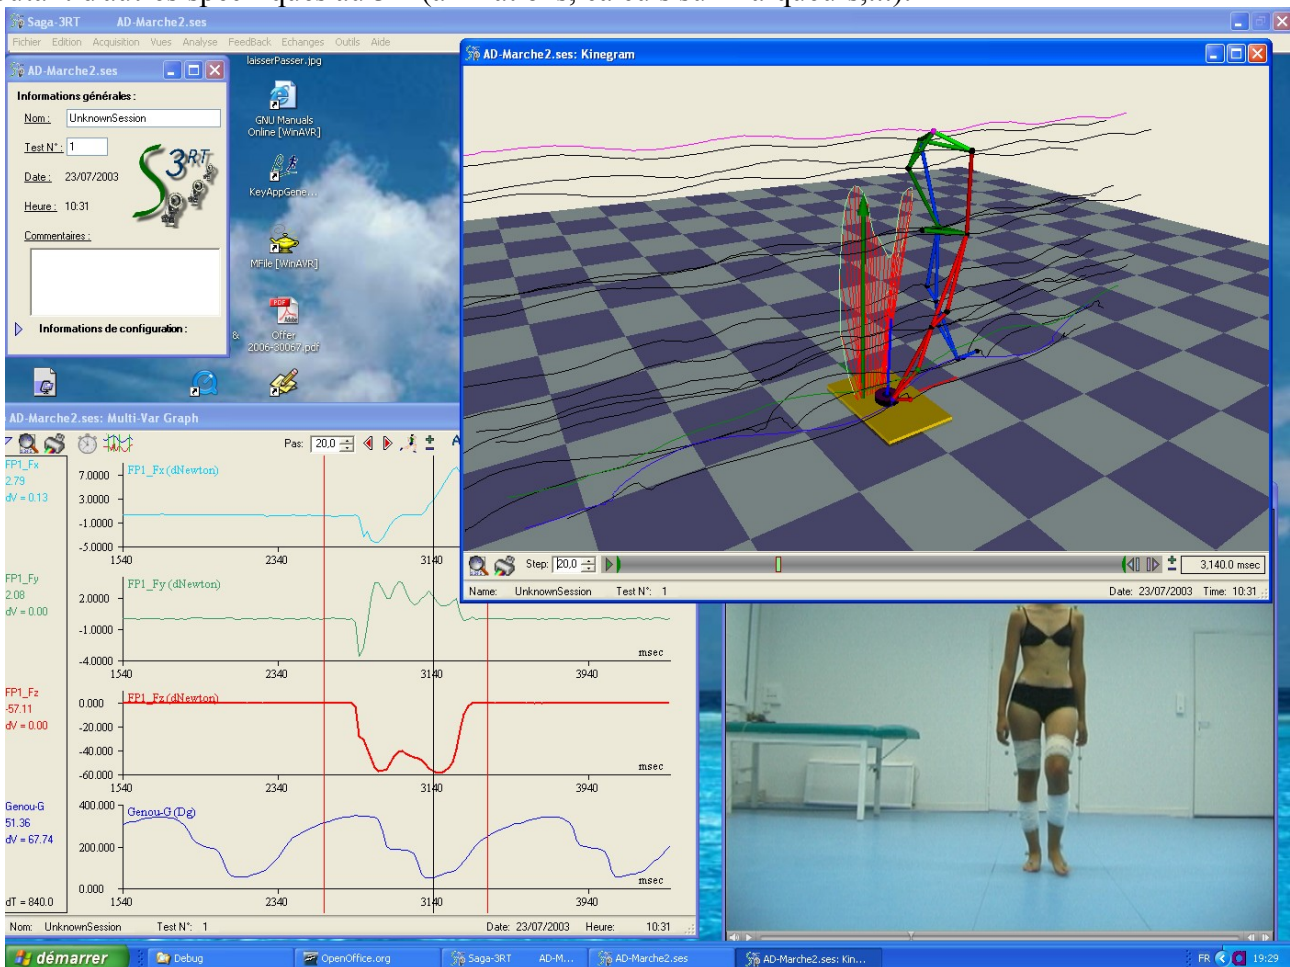 Saga-3RT AD-Marche2.ses
Fichier Edition Acquisition Vues Analyse FeedBack Echanges Outils Aide
AD-Marche2.ses
Informations générales :
Nom : UnknownSession
Test N° : 1
Date : 23/07/2003
Heure : 10:31
Commentaires :
Informations de configuration :
S3RT
laisserPasser.jpg
GNU Manuals
Online [WinAVR]
KeyAppGene...
MFile [WinAVR]
PDF
Adobe
& Offer
2006-30067.pdf
AD-Marche2.ses: Kinegram
Step: 20,0
3,140.0 msec
Name: UnknownSession Test N°: 1
Date: 23/07/2003 Time: 10:31
AD-Marche2.ses: Multi-Var Graph
Pas: 20,0
FP1_Fx
2.79
dV = 0.13
FP1_Fx (dNewton)
7.0000
3.0000
-1.0000
-5.0000
1540 2340 3140
FP1_Fy
2.08
dV = 0.00
FP1_Fy (dNewton)
2.0000
-1.0000
-4.0000
msec
1540 2340 3140 3940
FP1_Fz
-57.11
dV = 0.00
FP1_Fz (dNewton)
0.000
-20.000
-40.000
-60.000
msec
1540 2340 3140 3940
Genou-G
51.36
dV = 67.74
Genou-G (Dg)
400.000
200.000
0.000
msec
dT = 840.0
1540 2340 3140 3940
Nom: UnknownSession Test N°: 1
Date: 23/07/2003 Heure: 10:31
démarrer Debug OpenOffice.org Saga-3RT AD-M... AD-Marche2.ses AD-Marche2.ses: Kin... FR 19:29